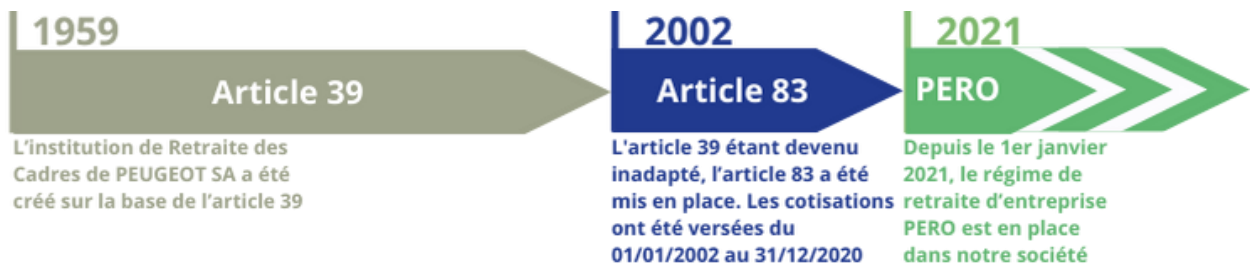 1959
Article 39
L’institution de Retraite des
Cadres de PEUGEOT SA a été
créé sur la base de l’article 39
2002
Article 83
L'article 39 étant devenu
inadapté, l’article 83 a été
mis en place. Les cotisations
ont été versées du
01/01/2002 au 31/12/2020
2021
PERO
Depuis le 1er janvier
2021, le régime de
retraite d’entreprise
PERO est en place
dans notre société